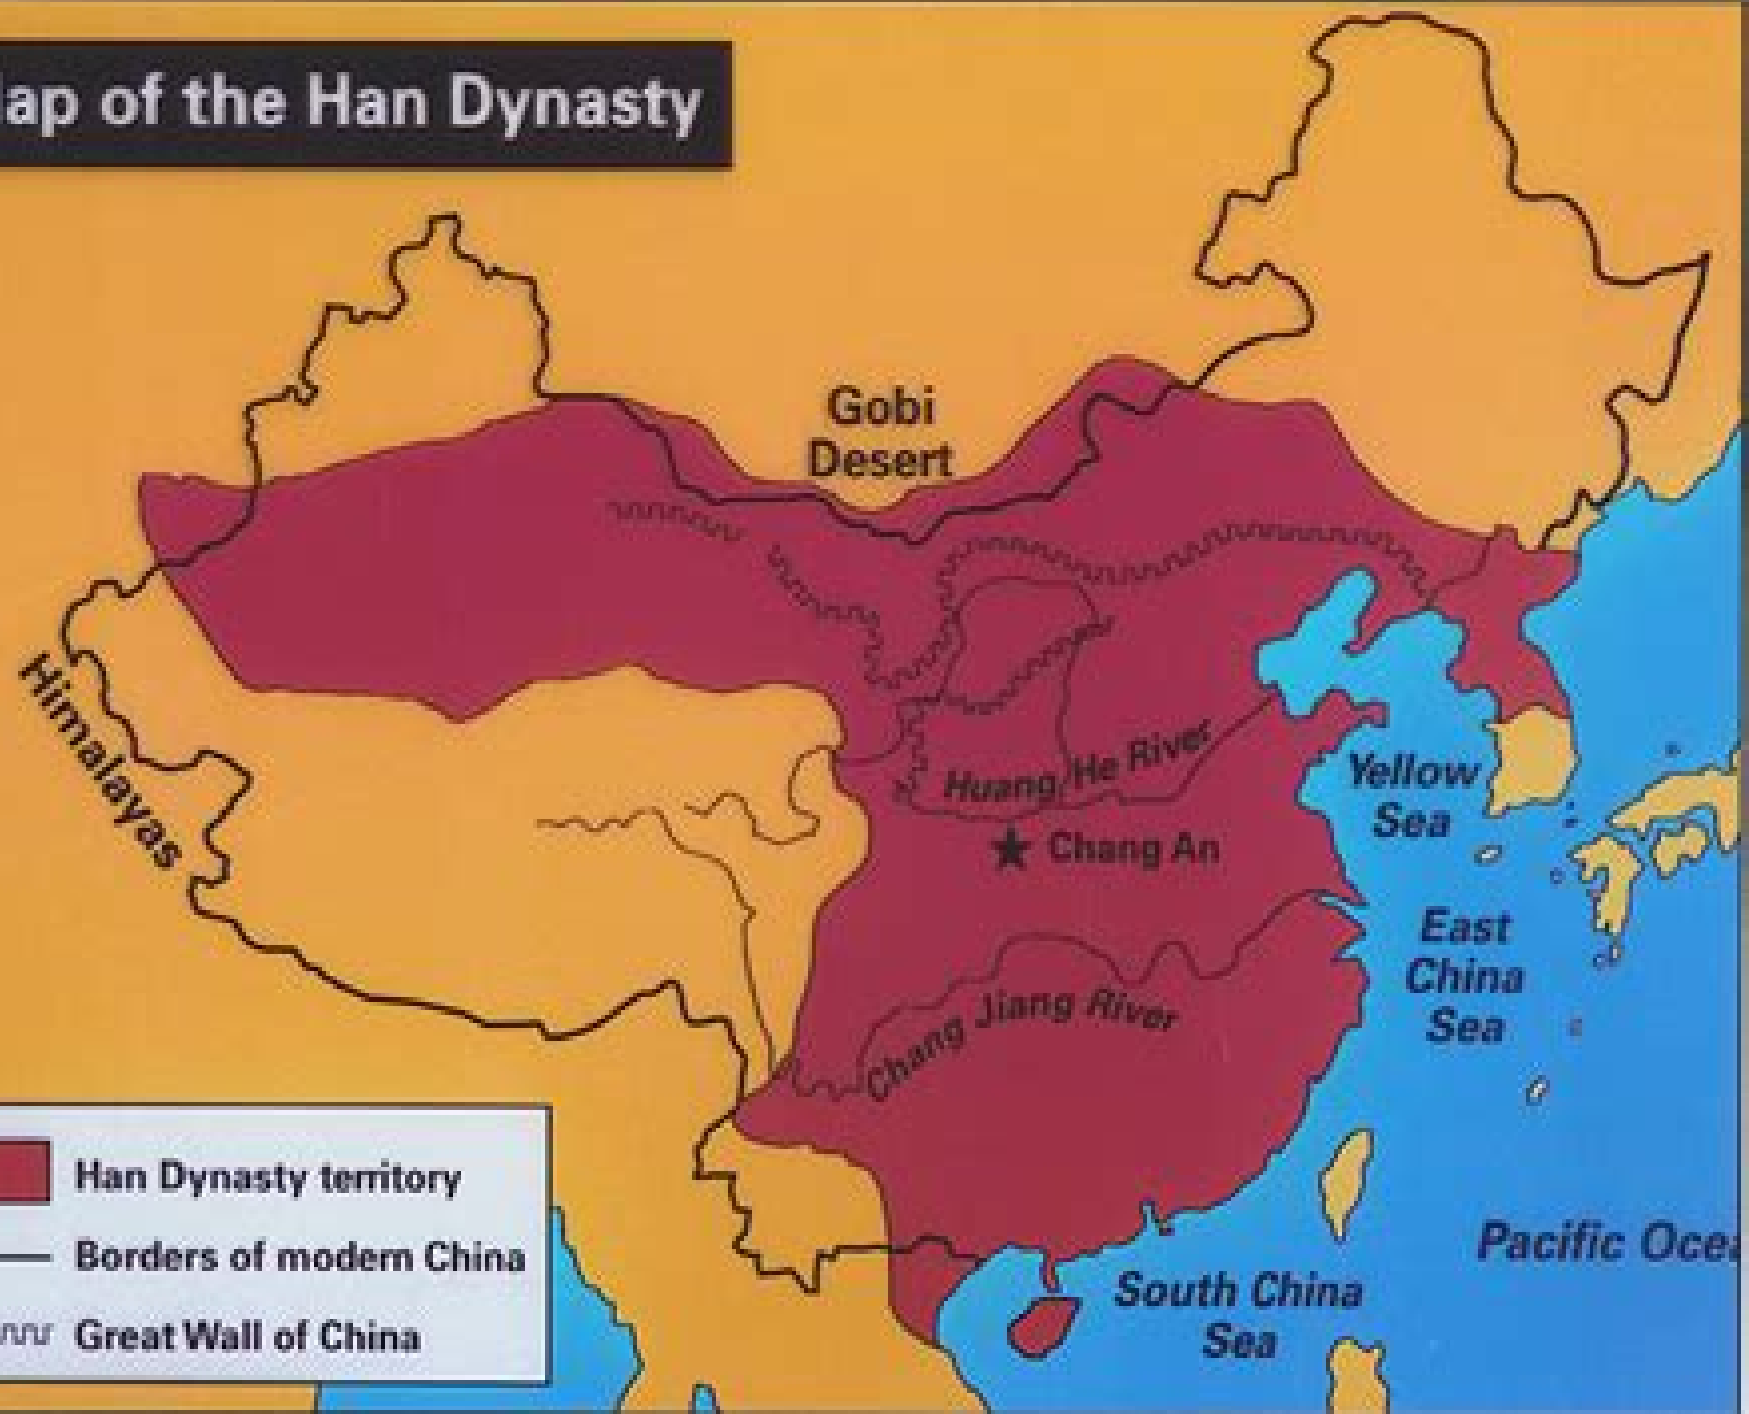 ap of the Han Dynasty
Gobi
Desert
Himalayas
Huang He River
Chang An
Yellow
Sea
East
China
Sea
Chang Jiang River
Pacific Ocea
South China
Sea
Han Dynasty territory
Borders of modern China
Great Wall of China